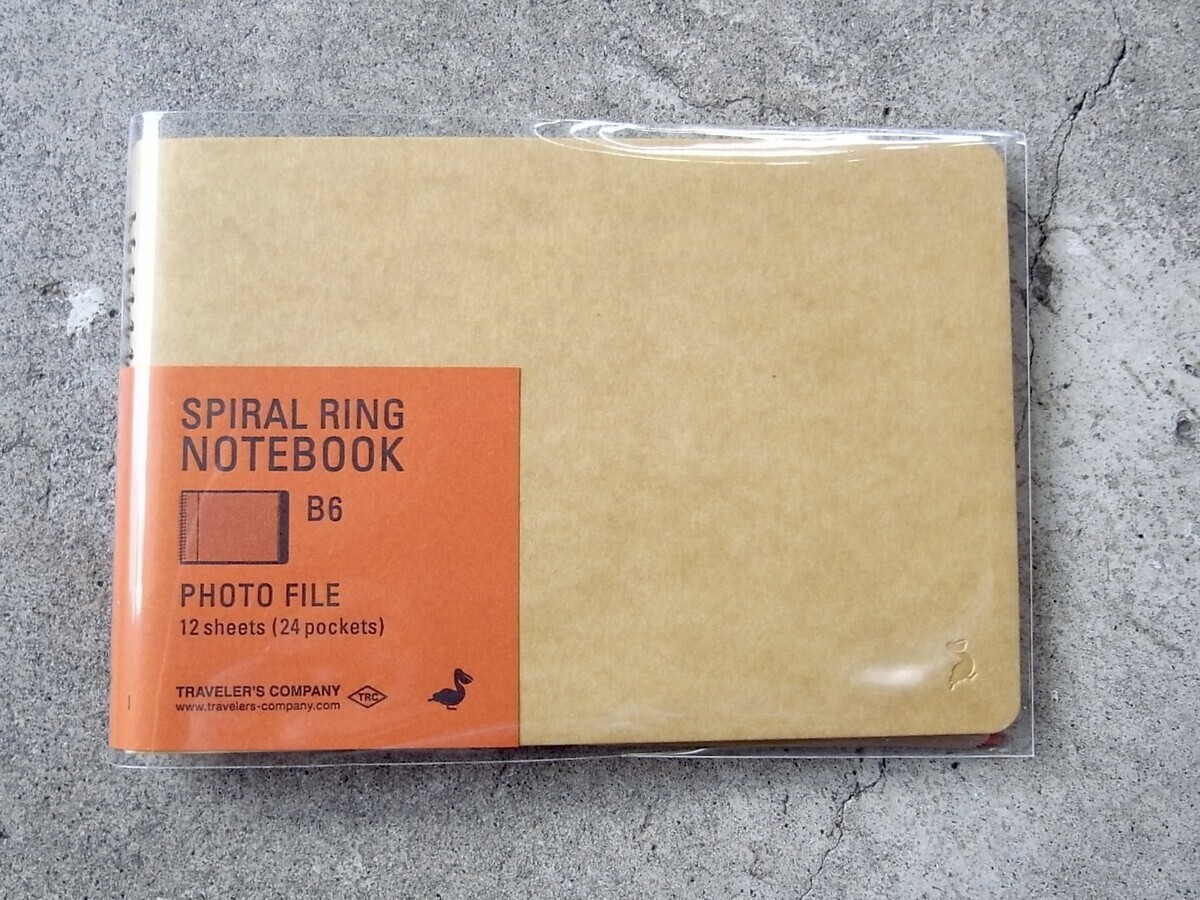 SPIRAL RING
NOTEBOOK
B6
PHOTO FILE
12 sheets (24 pockets)
TRAVELER'S COMPANY TRC
www.travelers-company.com